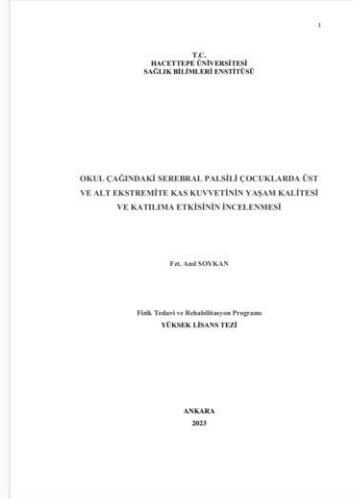 1
T.C.
HACETTEPE ÜNİVERSİTESİ
SAĞLIK BİLİMLERİ ENSTİTÜSÜ
OKUL ÇAĞINDAKİ SEREBRAL PALSİLİ ÇOCUKLARDA ÜST
VE ALT EKSTREMİTE KAS KUVVETİNİN YAŞAM KALİTESİ
VE KATILIMA ETKİSİNİN İNCELENMESİ
Fzt. Anıl SOYKAN
Fizik Tedavi ve Rehabilitasyon Programı
YÜKSEK LİSANS TEZİ
ANKARA
2023